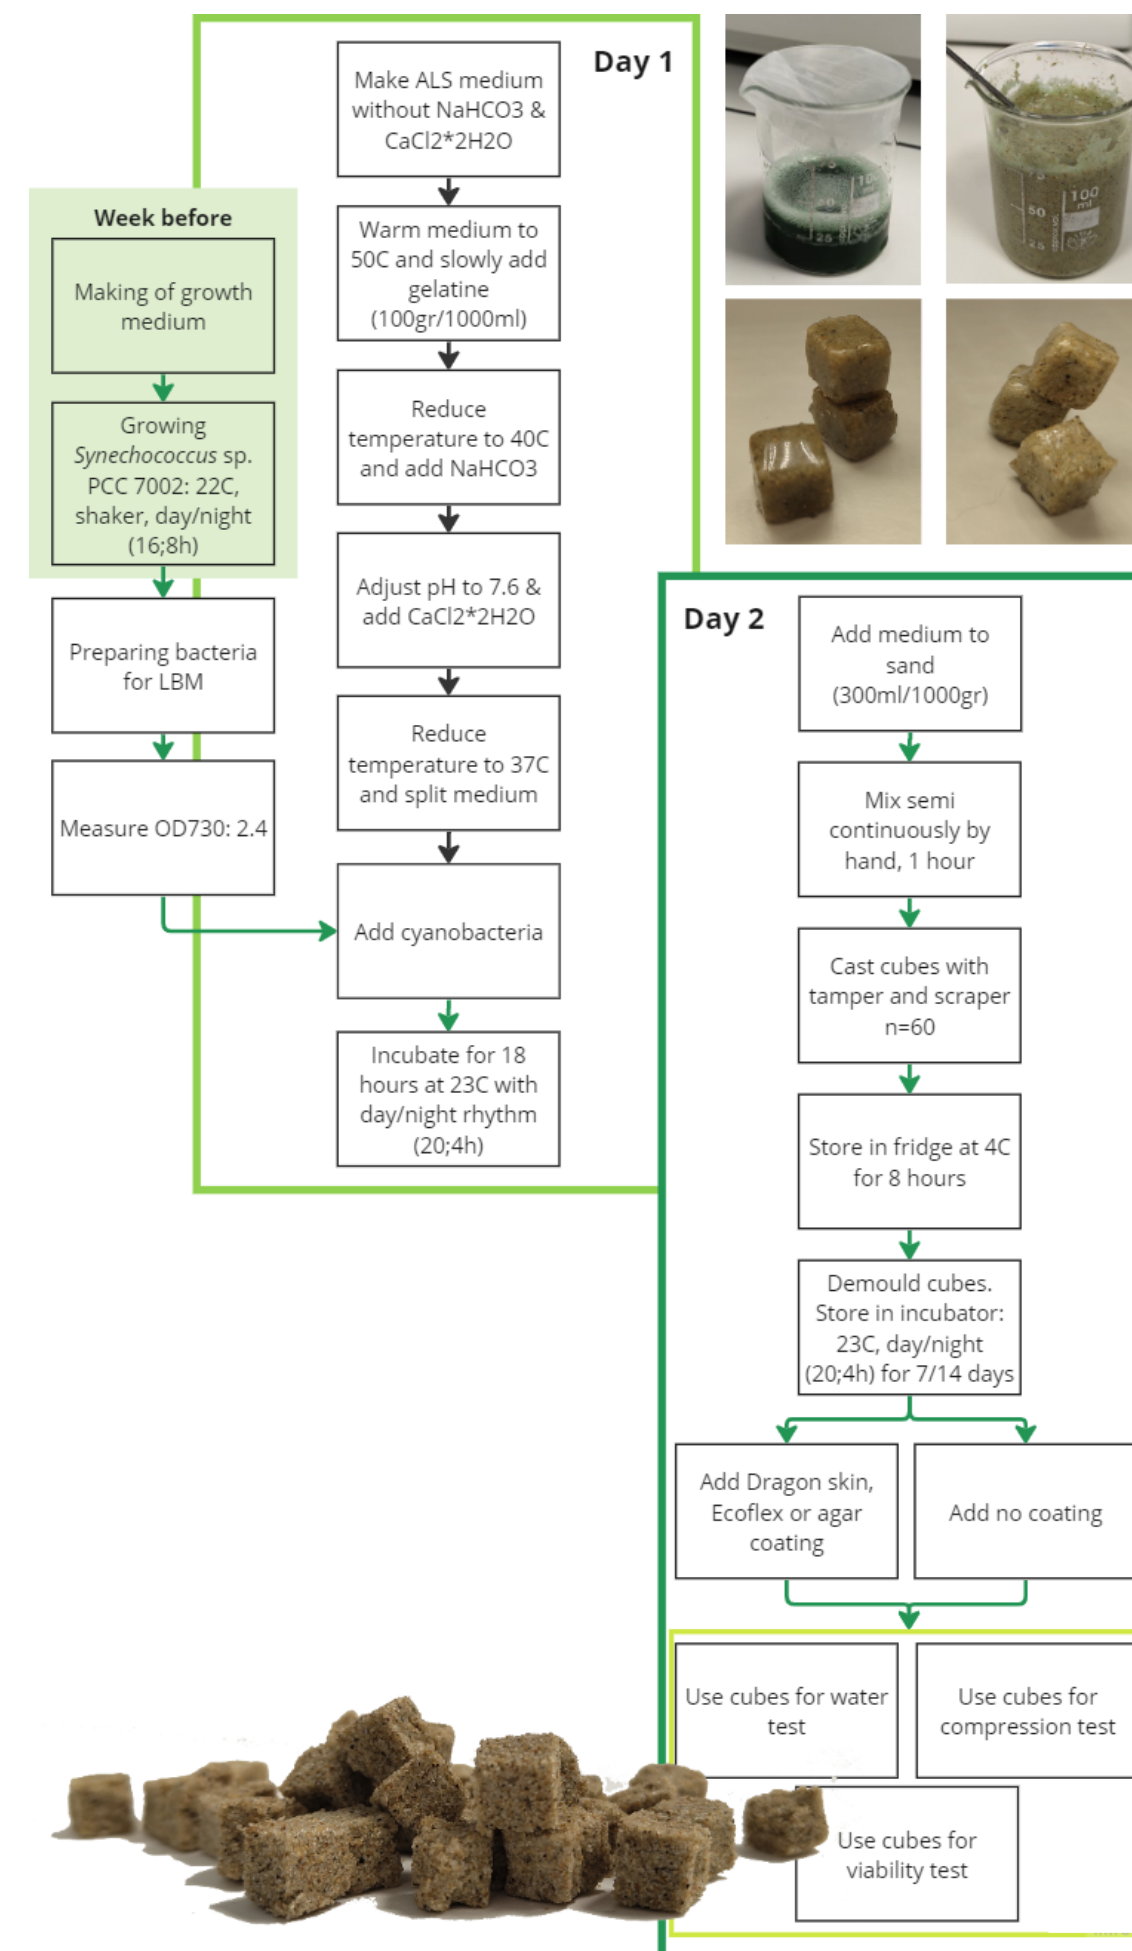 Week before
Making of growth
medium
Growing
Synechococcus sp.
PCC 7002: 22C,
shaker, day/night
(16;8h)
Preparing bacteria
for LBM
Measure OD730: 2.4
Day 1
Make ALS medium
without NaHCO3 &
CaCl2*2H2O
Warm medium to
50C and slowly add
gelatine
(100gr/1000ml)
Reduce
temperature to 40C
and add NaHCO3
Adjust pH to 7.6 &
add CaCl2*2H2O
Reduce
temperature to 37C
and split medium
Add cyanobacteria
Incubate for 18
hours at 23C with
day/night rhythm
(20;4h)
50
25
75
100
ml
50
25
Day 2
Add medium to
sand
(300ml/1000gr)
Mix semi
continuously by
hand, 1 hour
Cast cubes with
tamper and scraper
n=60
Store in fridge at 4C
for 8 hours
Demould cubes.
Store in incubator:
23C, day/night
(20;4h) for 7/14 days
Add Dragon skin,
Ecoflex or agar
coating
Add no coating
Use cubes for water
test
Use cubes for
compression test
Use cubes for
viability test